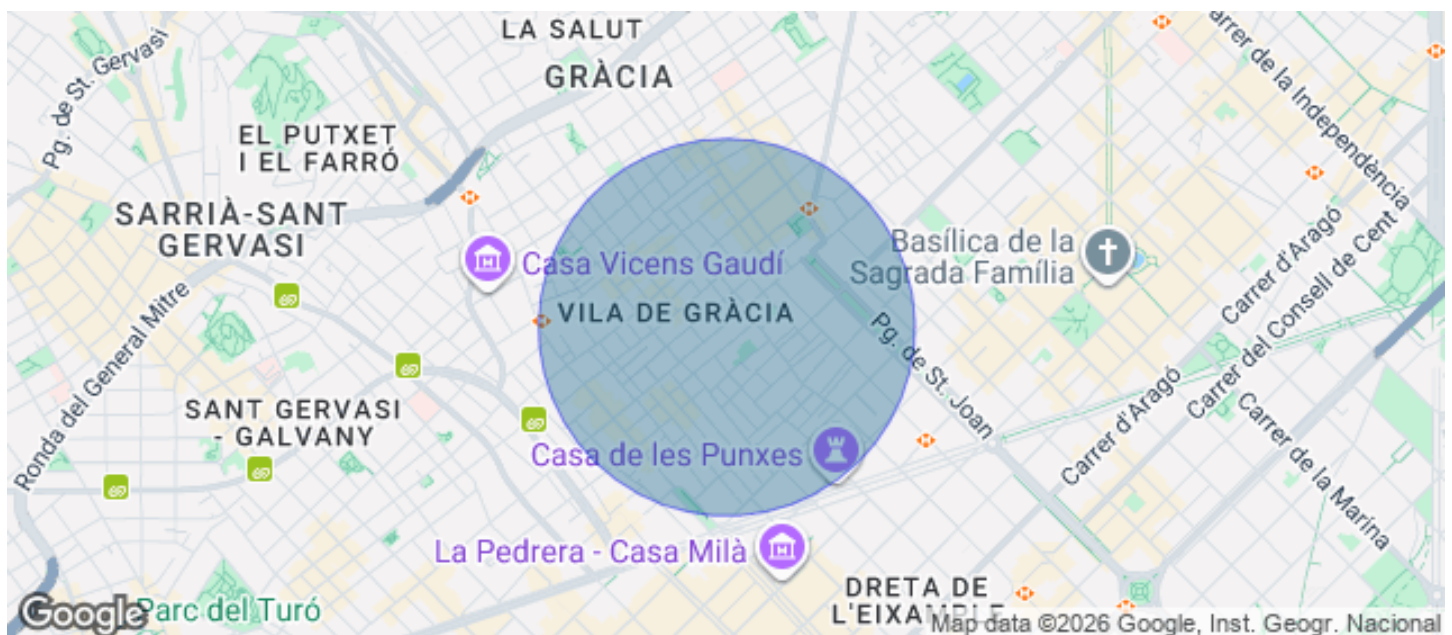 LA SALUT
GRÀCIA
Pg. de St. Gervasi
EL PUTXET
I EL FARRÓ
SARRIÀ-SANT
GERVASI
Carrer de la Independència
Casa Vicens Gaudí
Basílica de la
Sagrada Família
Carrer d'Aragó
Carrer del Consell de Cent
VILA DE GRÀCIA
Ronda del General Mitre
Pg. de St. Joan
SANT GERVASI
- GALVANY
Casa de les Punxes
Carrer d'Aragó
Carrer de la Marina
La Pedrera - Casa Milà
DRETA DE
L'EIXAMPLE
Google
Parc del Turó
Map data ©2026 Google, Inst. Geogr. Nacional